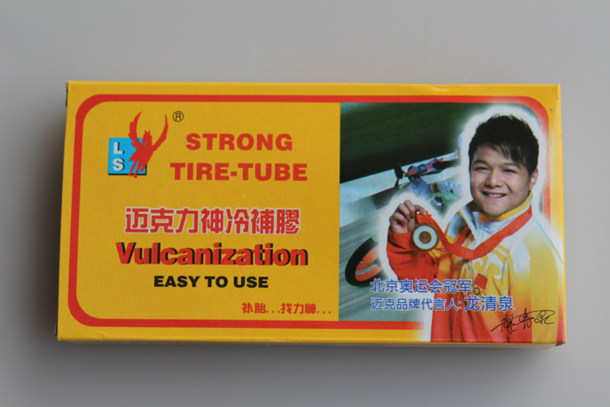 LS
®
STRONG
TIRE-TUBE
迈克力神冷補膠
Vulcanization
EASY TO USE
补胎...找力神...
北京奥运会冠军
迈克品牌代言人:龙清泉